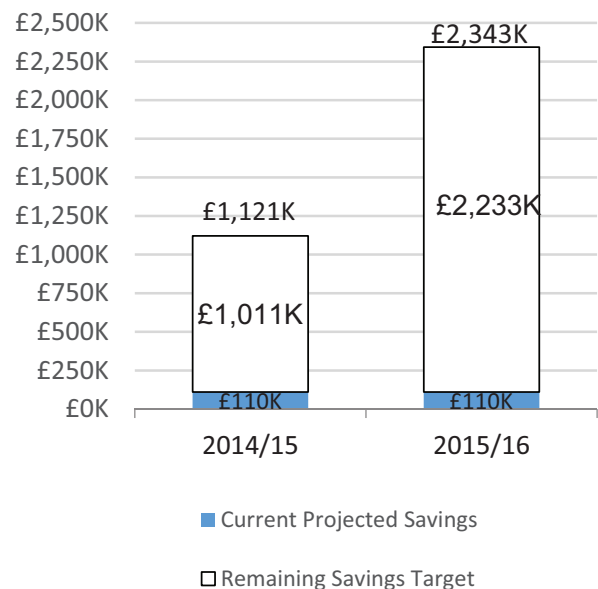 £2,500K
£2,343K
£2,250K
£2,000K
£1,750K
£1,500K
£2,233K
£1,250K
£1,121K
£1,000K
£750K
£1,011K
£500K
£250K
£110K
£110K
£0K
2014/15
2015/16
Current Projected Savings
Remaining Savings Target